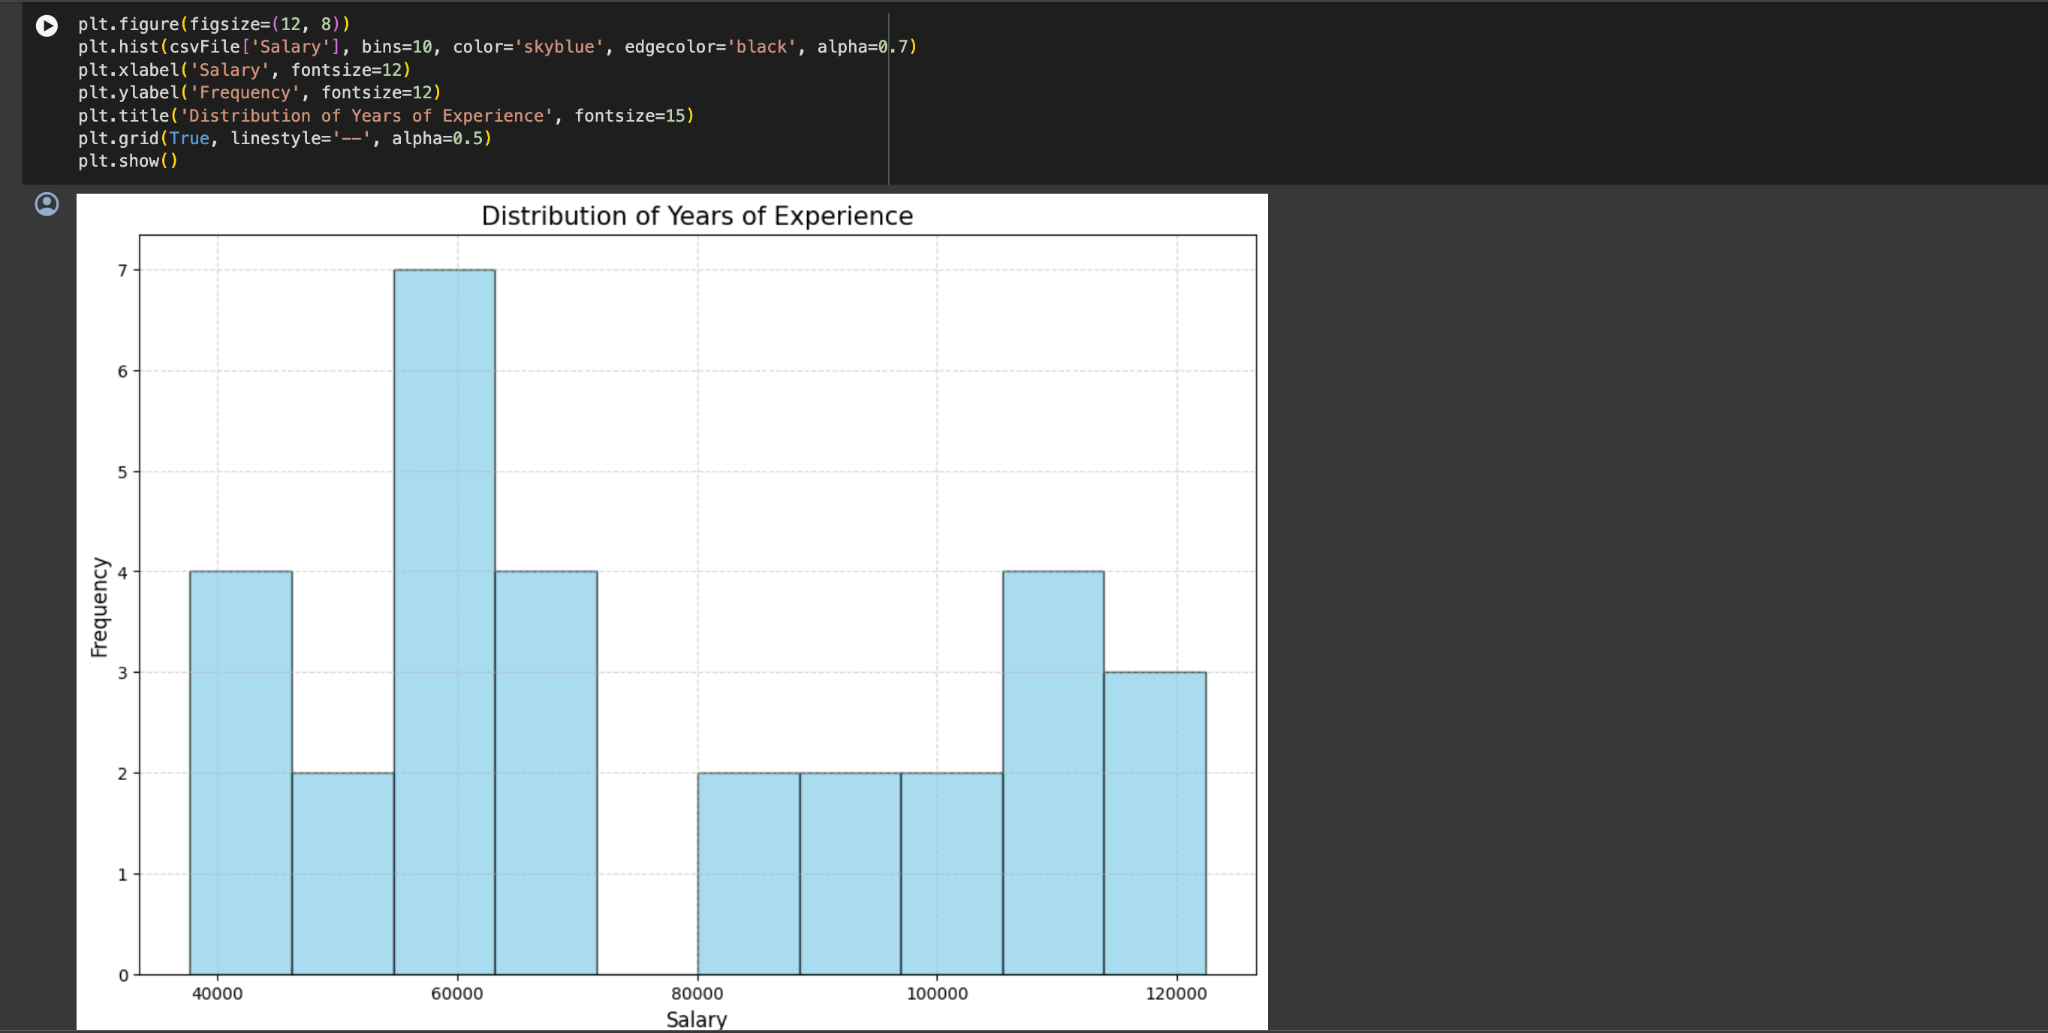 plt.figure(figsize=(12, 8))
plt.hist(csvFile['Salary'], bins=10, color='skyblue', edgecolor='black', alpha=0.7)
plt.xlabel('Salary', fontsize=12)
plt.ylabel('Frequency', fontsize=12)
plt.title('Distribution of Years of Experience', fontsize=15)
plt.grid(True, linestyle='--', alpha=0.5)
plt.show()
Distribution of Years of Experience
7
6
5
4
3
2
1
0
Frequency
40000 60000 80000 100000 120000
Salary